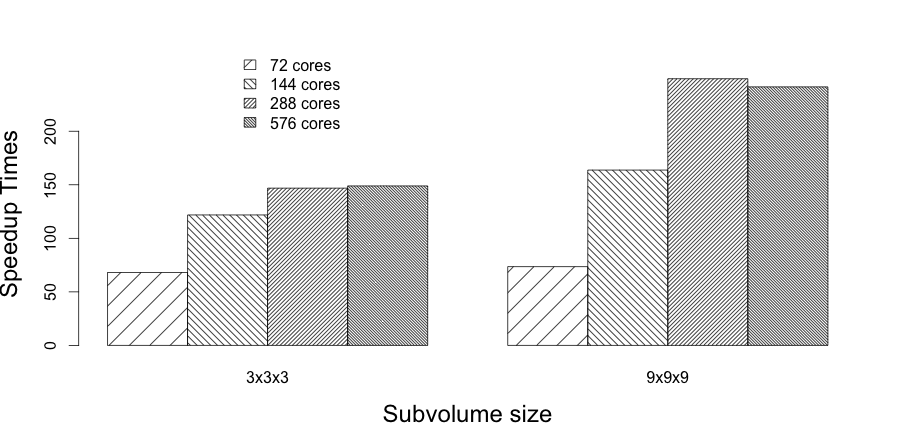 72 cores
144 cores
288 cores
576 cores
Speedup Times
200
150
100
50
0
3x3x3
9x9x9
Subvolume size